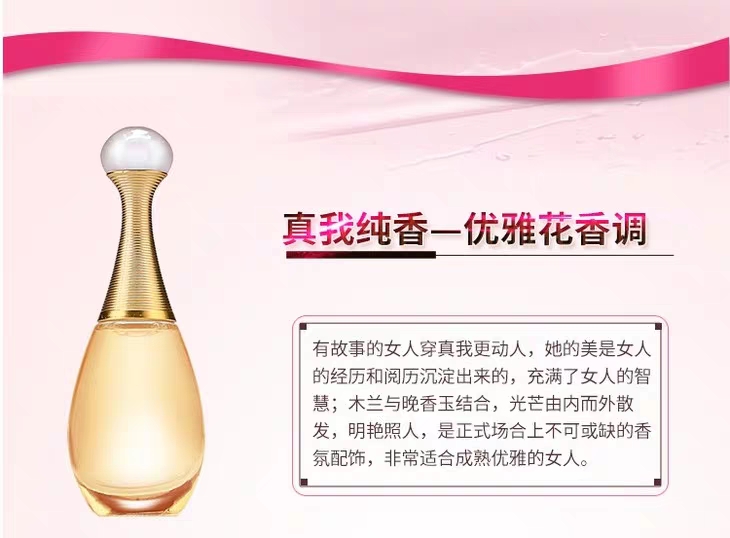 真我纯香—优雅花香调
有故事的女人穿真我更动人，她的美是女人
的经历和阅历沉淀出来的，充满了女人的智
慧；木兰与晚香玉结合，光芒由内而外散
发，明艳照人，是正式场合上不可或缺的香
氛配饰，非常适合成熟优雅的女人。